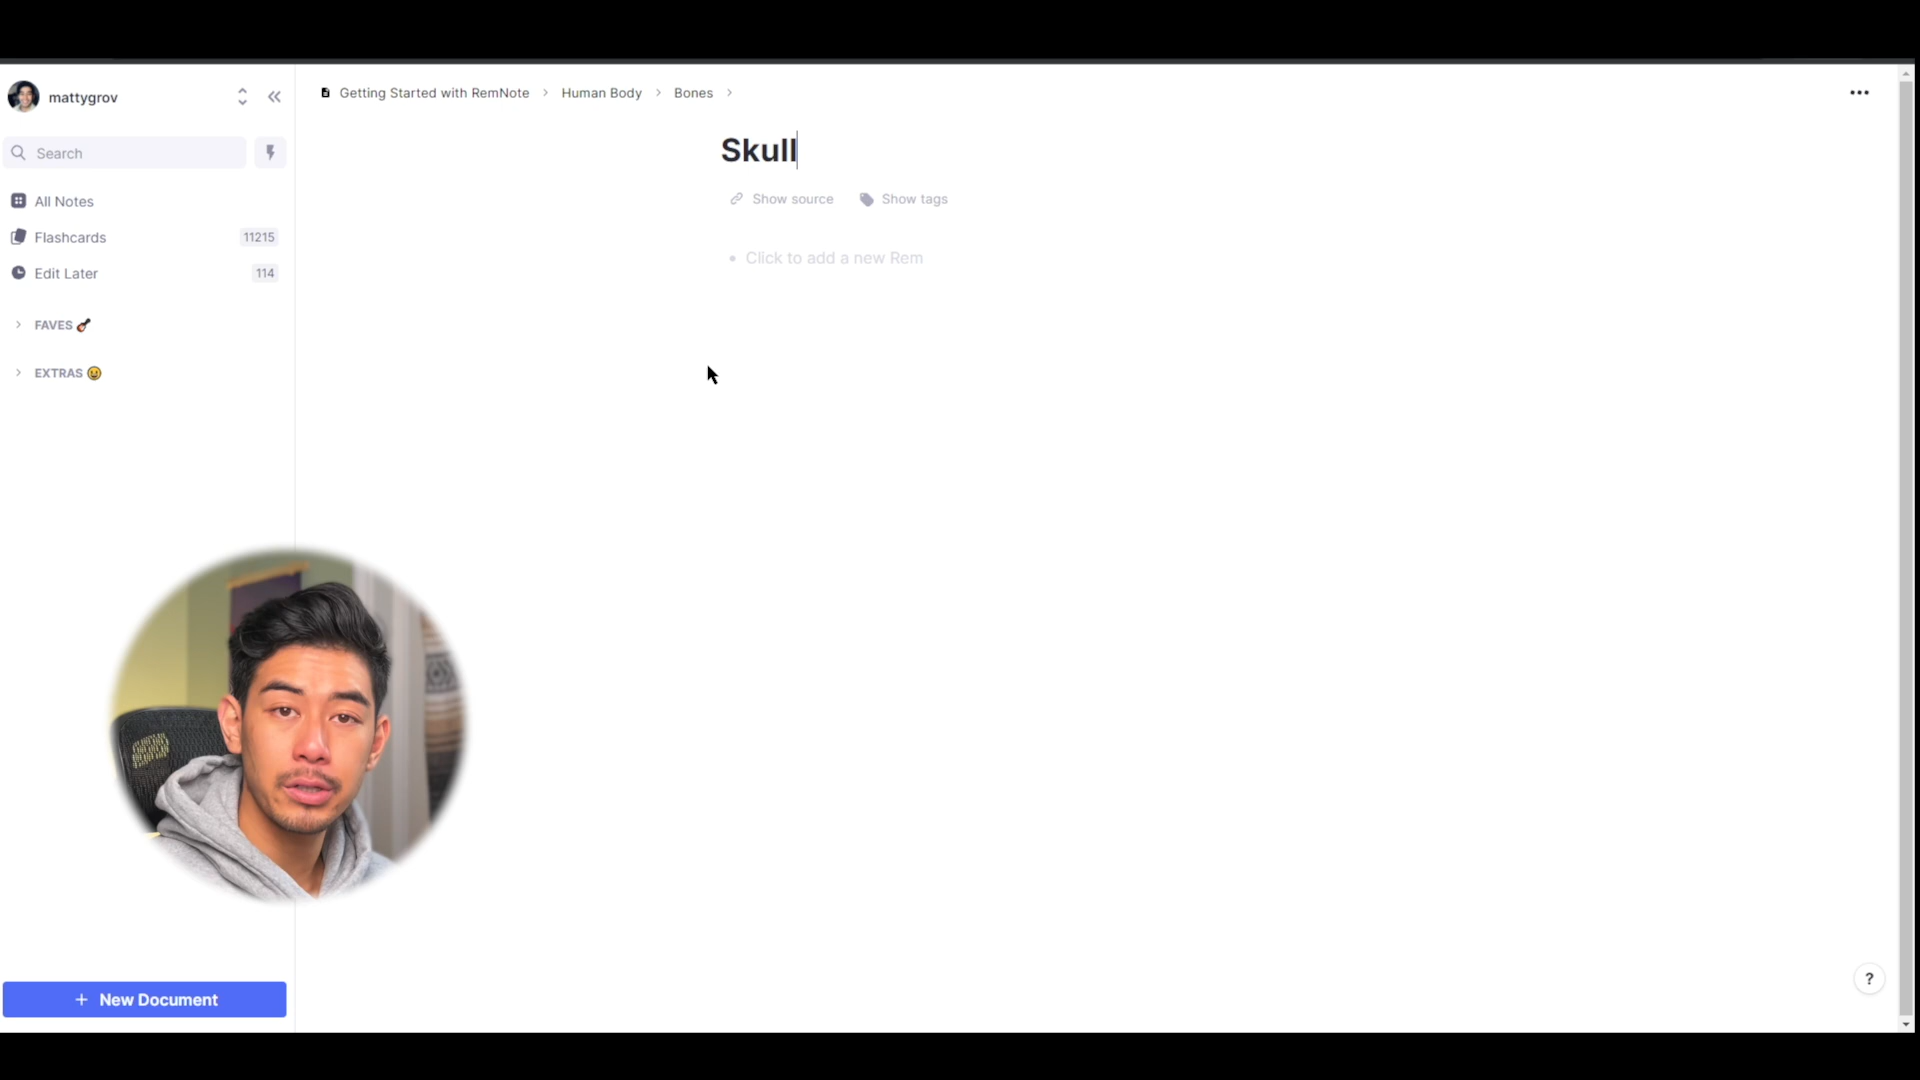 mattygrov
Getting Started with RemNote > Human Body > Bones >
Search
All Notes
Flashcards 11215
Edit Later 114
FAVES
EXTRAS
Skull
Show source Show tags
Click to add a new Rem
+ New Document
?